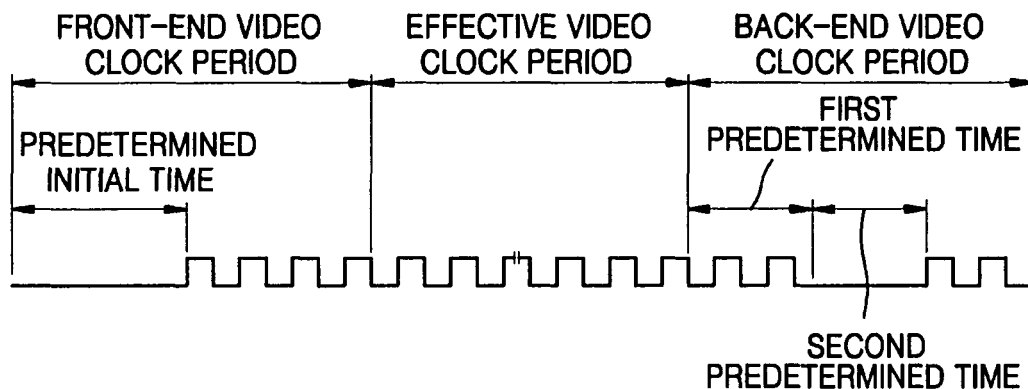 FRONT-END VIDEO
CLOCK PERIOD
EFFECTIVE VIDEO
CLOCK PERIOD
BACK-END VIDEO
CLOCK PERIOD
PREDETERMINED
INITIAL TIME
FIRST
PREDETERMINED TIME
SECOND
PREDETERMINED TIME